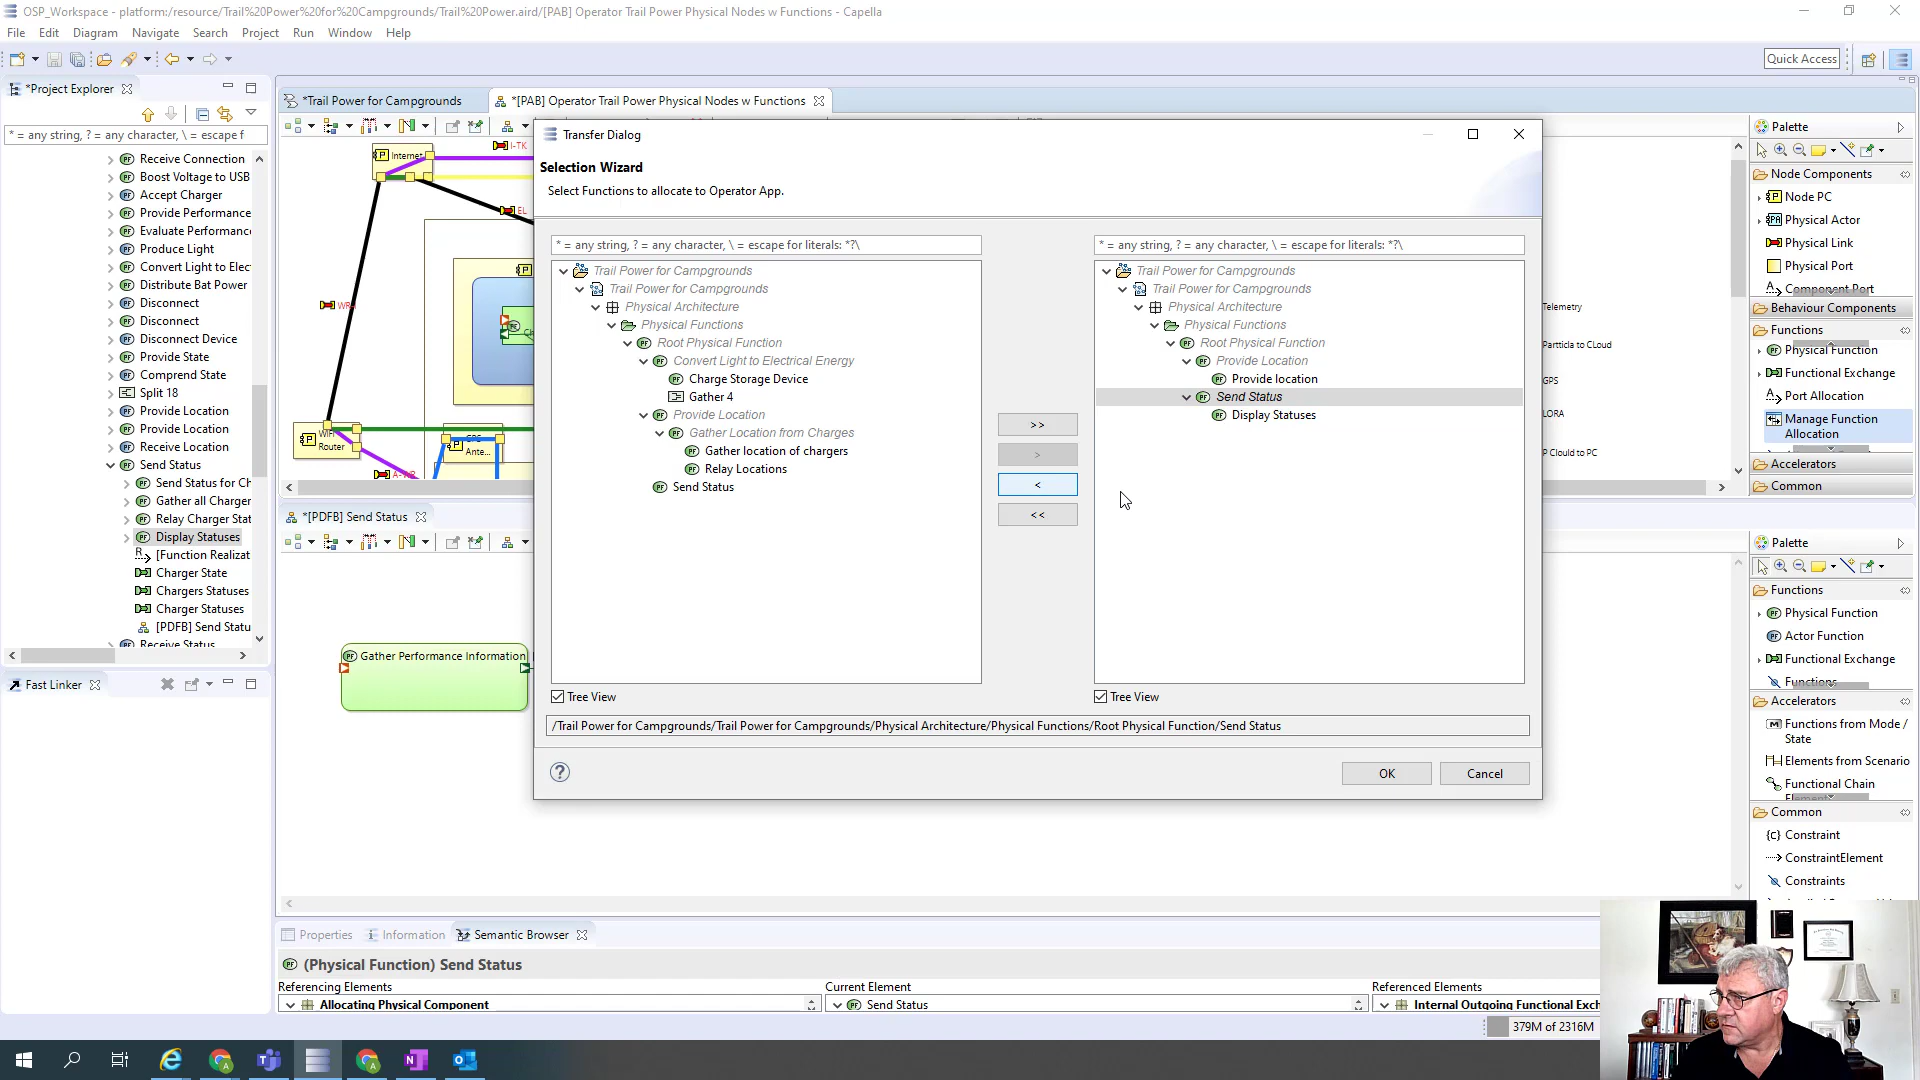 OSP_Workspace - platform:/resource/Trail%20Power%20for%20Campgrounds/Trail%20Power.aird/[PAB] Operator Trail Power Physical Nodes w Functions - Capella
File Edit Diagram Navigate Search Project Run Window Help
Quick Access
*Project Explorer
* = any string, ? = any character, \ = escape f
Receive Connection
Boost Voltage to USB
Accept Charger
Provide Performance
Evaluate Performanc
Produce Light
Convert Light to Elec
Distribute Bat Power
Disconnect
Disconnect
Disconnect Device
Provide State
Comprend State
Split 18
Provide Location
Provide Location
Receive Location
Send Status
Send Status for Ch
Gather all Charger
Relay Charger Stat
Display Statuses
[Function Realizat
Charger State
Chargers Statuses
Charger Statuses
[PDFB] Send Statu
Receive Status
Fast Linker
*Trail Power for Campgrounds
*[PAB] Operator Trail Power Physical Nodes w Functions
Internet
I-TK
EL
WR
Wifi
Router
A-WR
GPS
Ante...
Ch
Telemetry
Particla to CLoud
GPS
LORA
P Clould to PC
*[PDFB] Send Status
Gather Performance Information
Transfer Dialog
Selection Wizard
Select Functions to allocate to Operator App.
* = any string, ? = any character, \ = escape for literals: *?\
Trail Power for Campgrounds
Trail Power for Campgrounds
Physical Architecture
Physical Functions
Root Physical Function
Convert Light to Electrical Energy
Charge Storage Device
Gather 4
Provide Location
Gather Location from Charges
Gather location of chargers
Relay Locations
Send Status
Tree View
>>
>
<
<<
* = any string, ? = any character, \ = escape for literals: *?\
Trail Power for Campgrounds
Trail Power for Campgrounds
Physical Architecture
Physical Functions
Root Physical Function
Provide Location
Provide location
Send Status
Display Statuses
Tree View
/Trail Power for Campgrounds/Trail Power for Campgrounds/Physical Architecture/Physical Functions/Root Physical Function/Send Status
?
OK
Cancel
Palette
Node Components
Node PC
Physical Actor
Physical Link
Physical Port
Component Port
Behaviour Components
Functions
Physical Function
Functional Exchange
Port Allocation
Manage Function
Allocation
Accelerators
Common
Palette
Functions
Physical Function
Actor Function
Functional Exchange
Functions
Accelerators
Functions from Mode /
State
Elements from Scenario
Functional Chain
Common
Constraint
ConstraintElement
Constraints
Properties
Information
Semantic Browser
(Physical Function) Send Status
Referencing Elements
Current Element
Referenced Elements
Allocating Physical Component
Send Status
Internal Outgoing Functional Exch
379M of 2316M